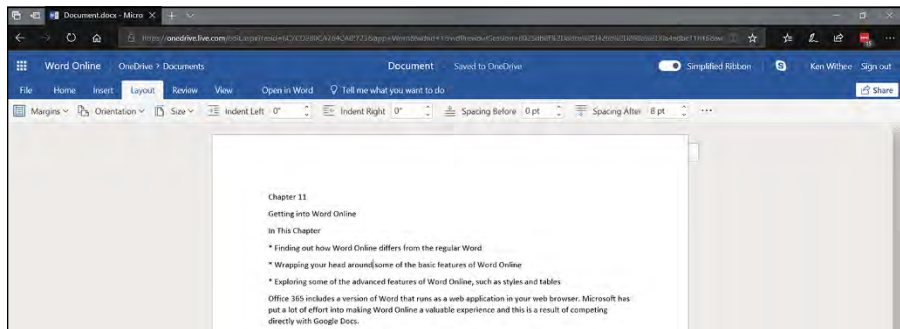 Document.docx - Micro
https://onedrive.live.com/
Word Online OneDrive > Documents Document Saved to OneDrive Simplified Ribbon Ken Withee Sign out
File Home Insert Layout Review View Open in Word Tell me what you want to do Share
Margins Orientation Size Indent Left 0" Indent Right 0" Spacing Before 0 pt Spacing After 8 pt ...
Chapter 11
Getting into Word Online
In This Chapter
* Finding out how Word Online differs from the regular Word
* Wrapping your head around some of the basic features of Word Online
* Exploring some of the advanced features of Word Online, such as styles and tables
Office 365 includes a version of Word that runs as a web application in your web browser. Microsoft has
put a lot of effort into making Word Online a valuable experience and this is a result of competing
directly with Google Docs.